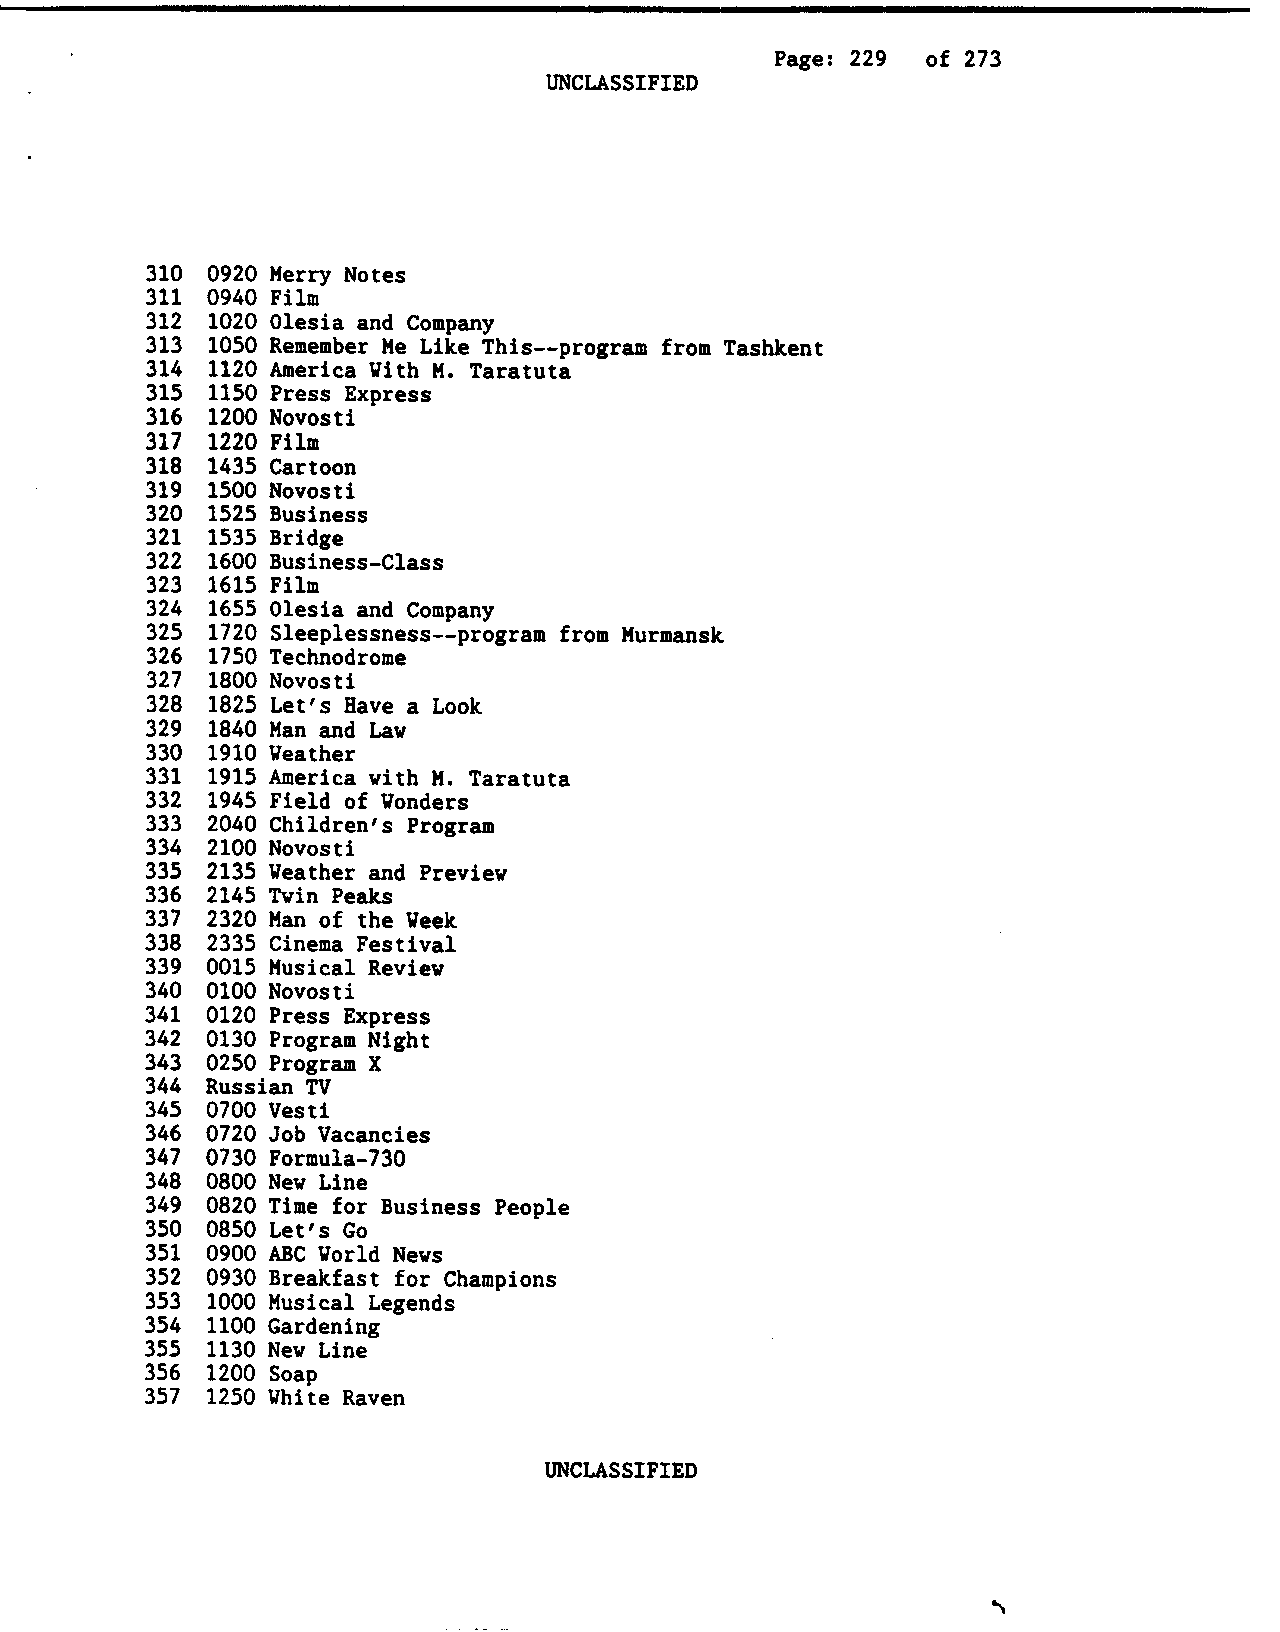 Page: 229 of 273
UNCLASSIFIED
310 0920 Merry Notes
311 0940 Film
312 1020 Olesia and Company
313 1050 Remember Me Like This--program from Tashkent
314 1120 America With M. Taratuta
315 1150 Press Express
316 1200 Novosti
317 1220 Film
318 1435 Cartoon
319 1500 Novosti
320 1525 Business
321 1535 Bridge
322 1600 Business-Class
323 1615 Film
324 1655 Olesia and Company
325 1720 Sleeplessness--program from Murmansk
326 1750 Technodrome
327 1800 Novosti
328 1825 Let's Have a Look
329 1840 Man and Law
330 1910 Weather
331 1915 America with M. Taratuta
332 1945 Field of Wonders
333 2040 Children's Program
334 2100 Novosti
335 2135 Weather and Preview
336 2145 Twin Peaks
337 2320 Man of the Week
338 2335 Cinema Festival
339 0015 Musical Review
340 0100 Novosti
341 0120 Press Express
342 0130 Program Night
343 0250 Program X
344 Russian TV
345 0700 Vesti
346 0720 Job Vacancies
347 0730 Formula-730
348 0800 New Line
349 0820 Time for Business People
350 0850 Let's Go
351 0900 ABC World News
352 0930 Breakfast for Champions
353 1000 Musical Legends
354 1100 Gardening
355 1130 New Line
356 1200 Soap
357 1250 White Raven
UNCLASSIFIED